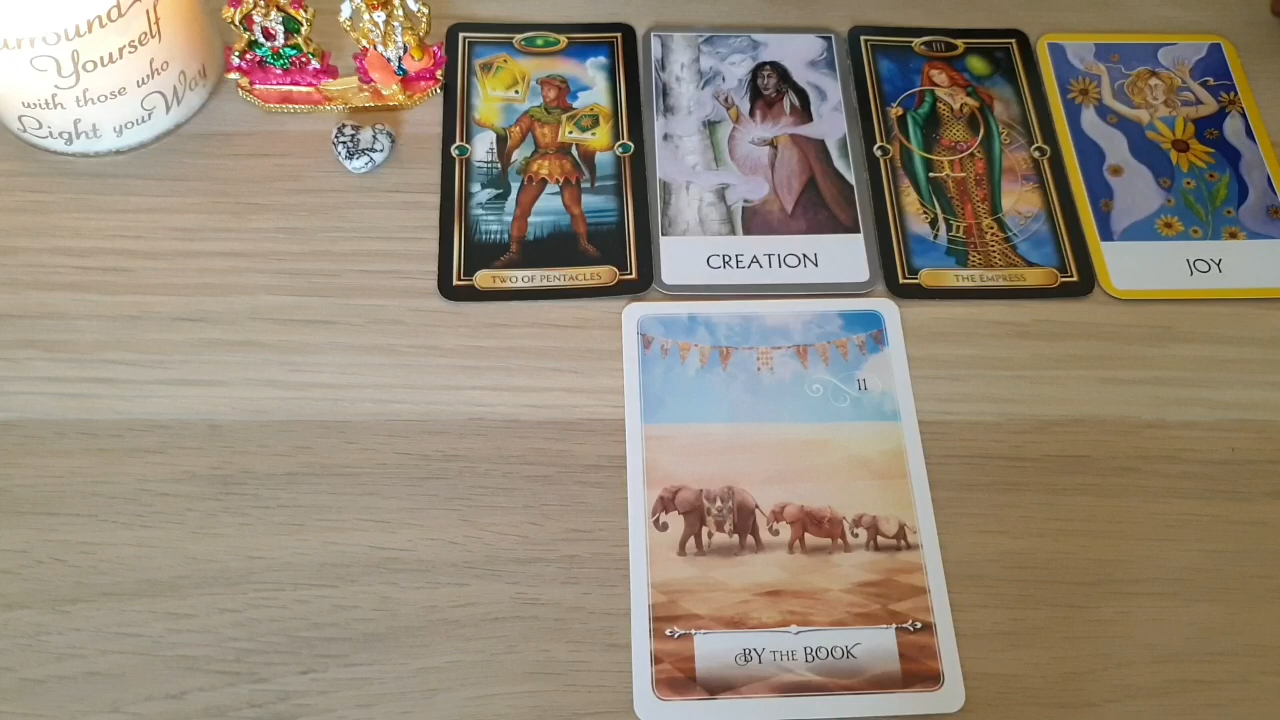 Surround
Yourself
with those who
Light your Way
TWO OF PENTACLES
CREATION
III
THE EMPRESS
JOY
11
BY THE BOOK